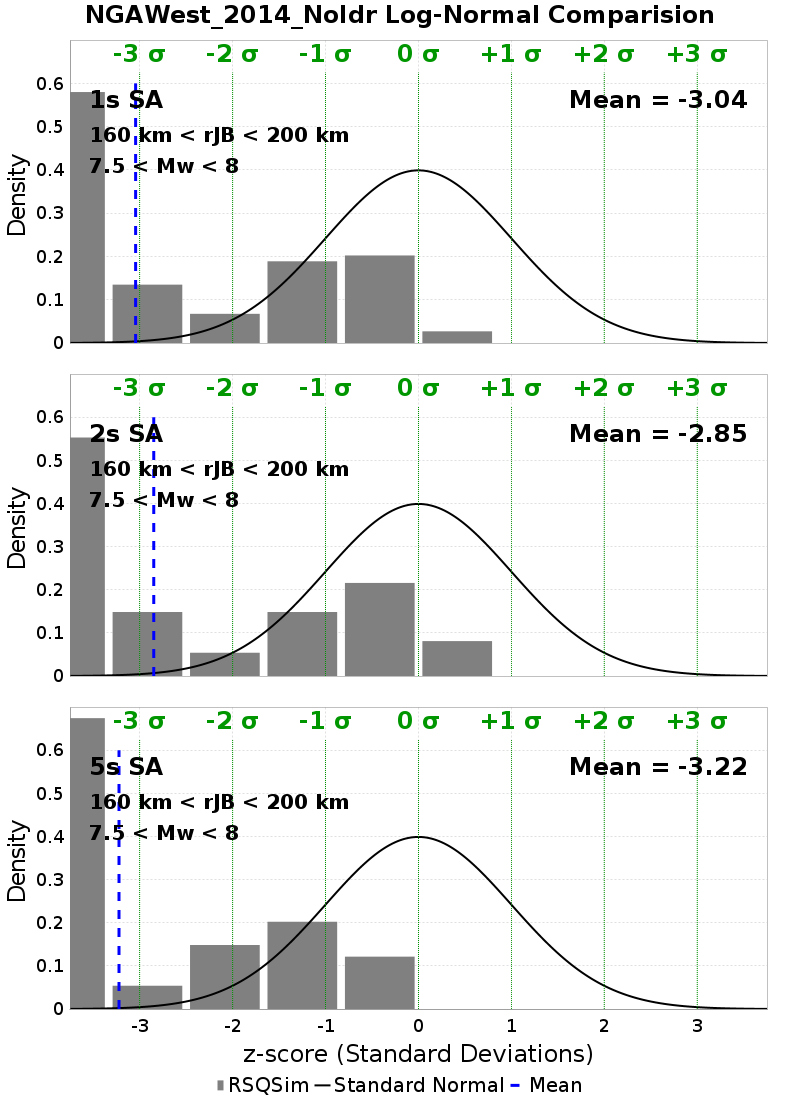 NGAWest_2014_NoIdr Log-Normal Comparision
-3 σ -2 σ -1 σ 0 σ +1 σ +2 σ +3 σ
1s SA
Mean = -3.04
160 km < rJB < 200 km
7.5 < Mw < 8
0.6
0.5
0.4
0.3
0.2
0.1
0
Density
-3 σ -2 σ -1 σ 0 σ +1 σ +2 σ +3 σ
2s SA
Mean = -2.85
160 km < rJB < 200 km
7.5 < Mw < 8
0.6
0.5
0.4
0.3
0.2
0.1
0
Density
-3 σ -2 σ -1 σ 0 σ +1 σ +2 σ +3 σ
5s SA
Mean = -3.22
160 km < rJB < 200 km
7.5 < Mw < 8
0.6
0.5
0.4
0.3
0.2
0.1
0
Density
-3 -2 -1 0 1 2 3
z-score (Standard Deviations)
RSQSim Standard Normal Mean